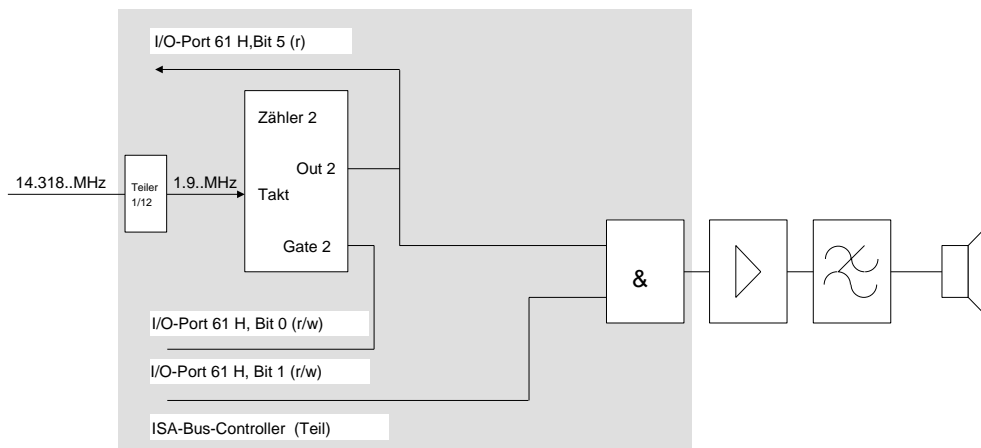 I/O-Port 61 H,Bit 5 (r)
Zähler 2
Out 2
14.318..MHz
Teiler
1/12
1.9..MHz
Takt
Gate 2
&
I/O-Port 61 H, Bit 0 (r/w)
I/O-Port 61 H, Bit 1 (r/w)
ISA-Bus-Controller (Teil)